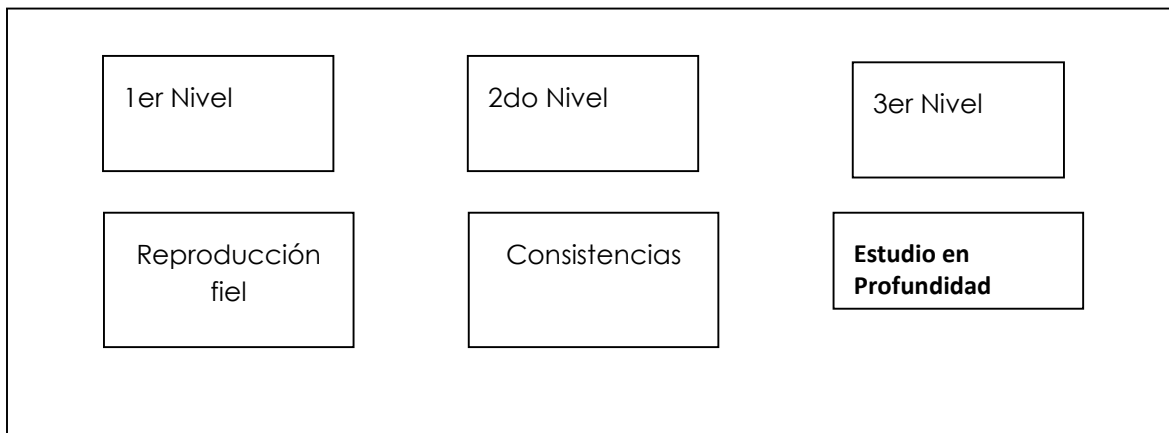 1er Nivel
2do Nivel
3er Nivel
Reproducción
fiel
Consistencias
Estudio en
Profundidad